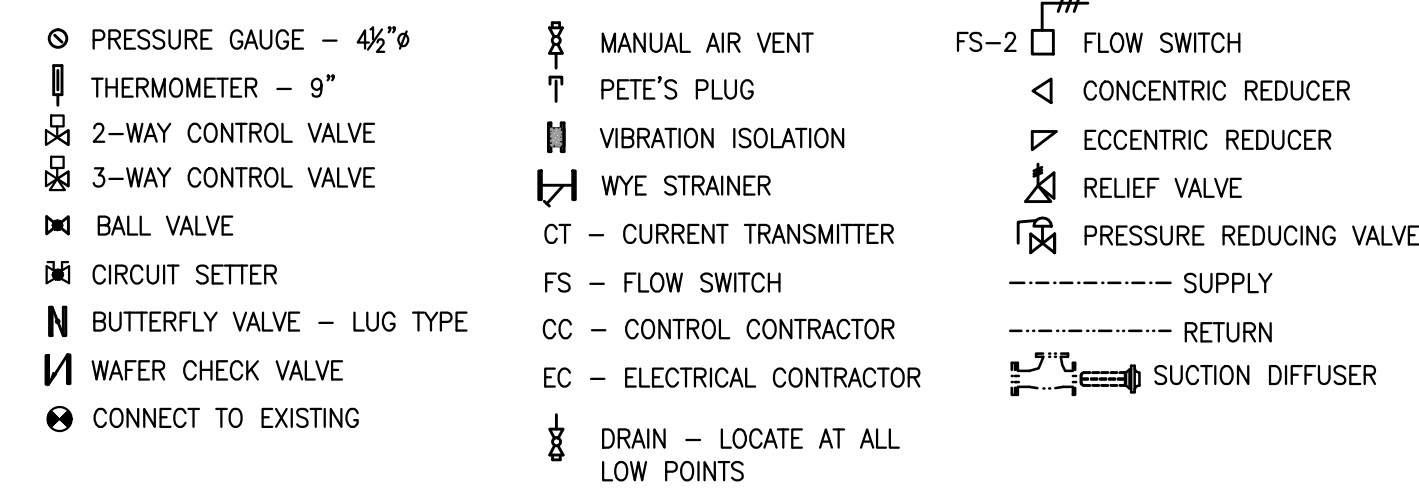 PRESSURE GAUGE – 4½"ø
THERMOMETER – 9"
2–WAY CONTROL VALVE
3–WAY CONTROL VALVE
BALL VALVE
CIRCUIT SETTER
BUTTERFLY VALVE – LUG TYPE
WAFER CHECK VALVE
CONNECT TO EXISTING
MANUAL AIR VENT
PETE'S PLUG
VIBRATION ISOLATION
WYE STRAINER
CT – CURRENT TRANSMITTER
FS – FLOW SWITCH
CC – CONTROL CONTRACTOR
EC – ELECTRICAL CONTRACTOR
DRAIN – LOCATE AT ALL
LOW POINTS
FS–2 FLOW SWITCH
CONCENTRIC REDUCER
ECCENTRIC REDUCER
RELIEF VALVE
PRESSURE REDUCING VALVE
SUPPLY
RETURN
SUCTION DIFFUSER